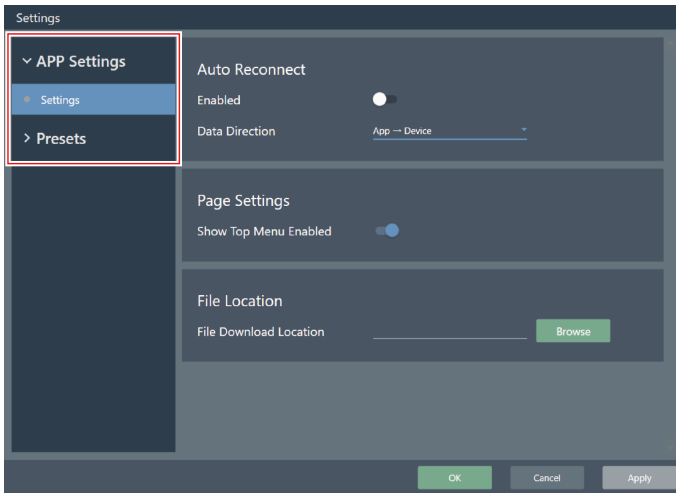 Settings
APP Settings
Settings
Presets
Auto Reconnect
Enabled
Data Direction App → Device
Page Settings
Show Top Menu Enabled
File Location
File Download Location Browse
OK Cancel Apply